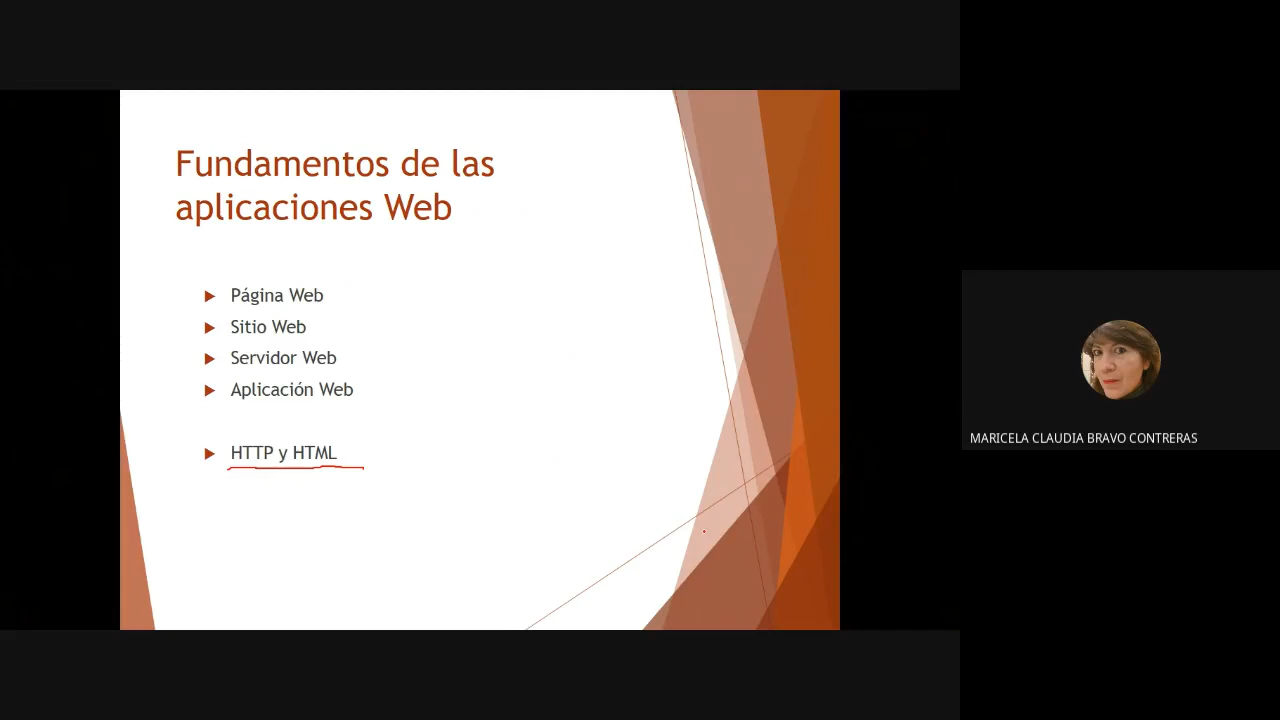 Fundamentos de las
aplicaciones Web
Página Web
Sitio Web
Servidor Web
Aplicación Web
HTTP y HTML
MARICELA CLAUDIA BRAVO CONTRERAS